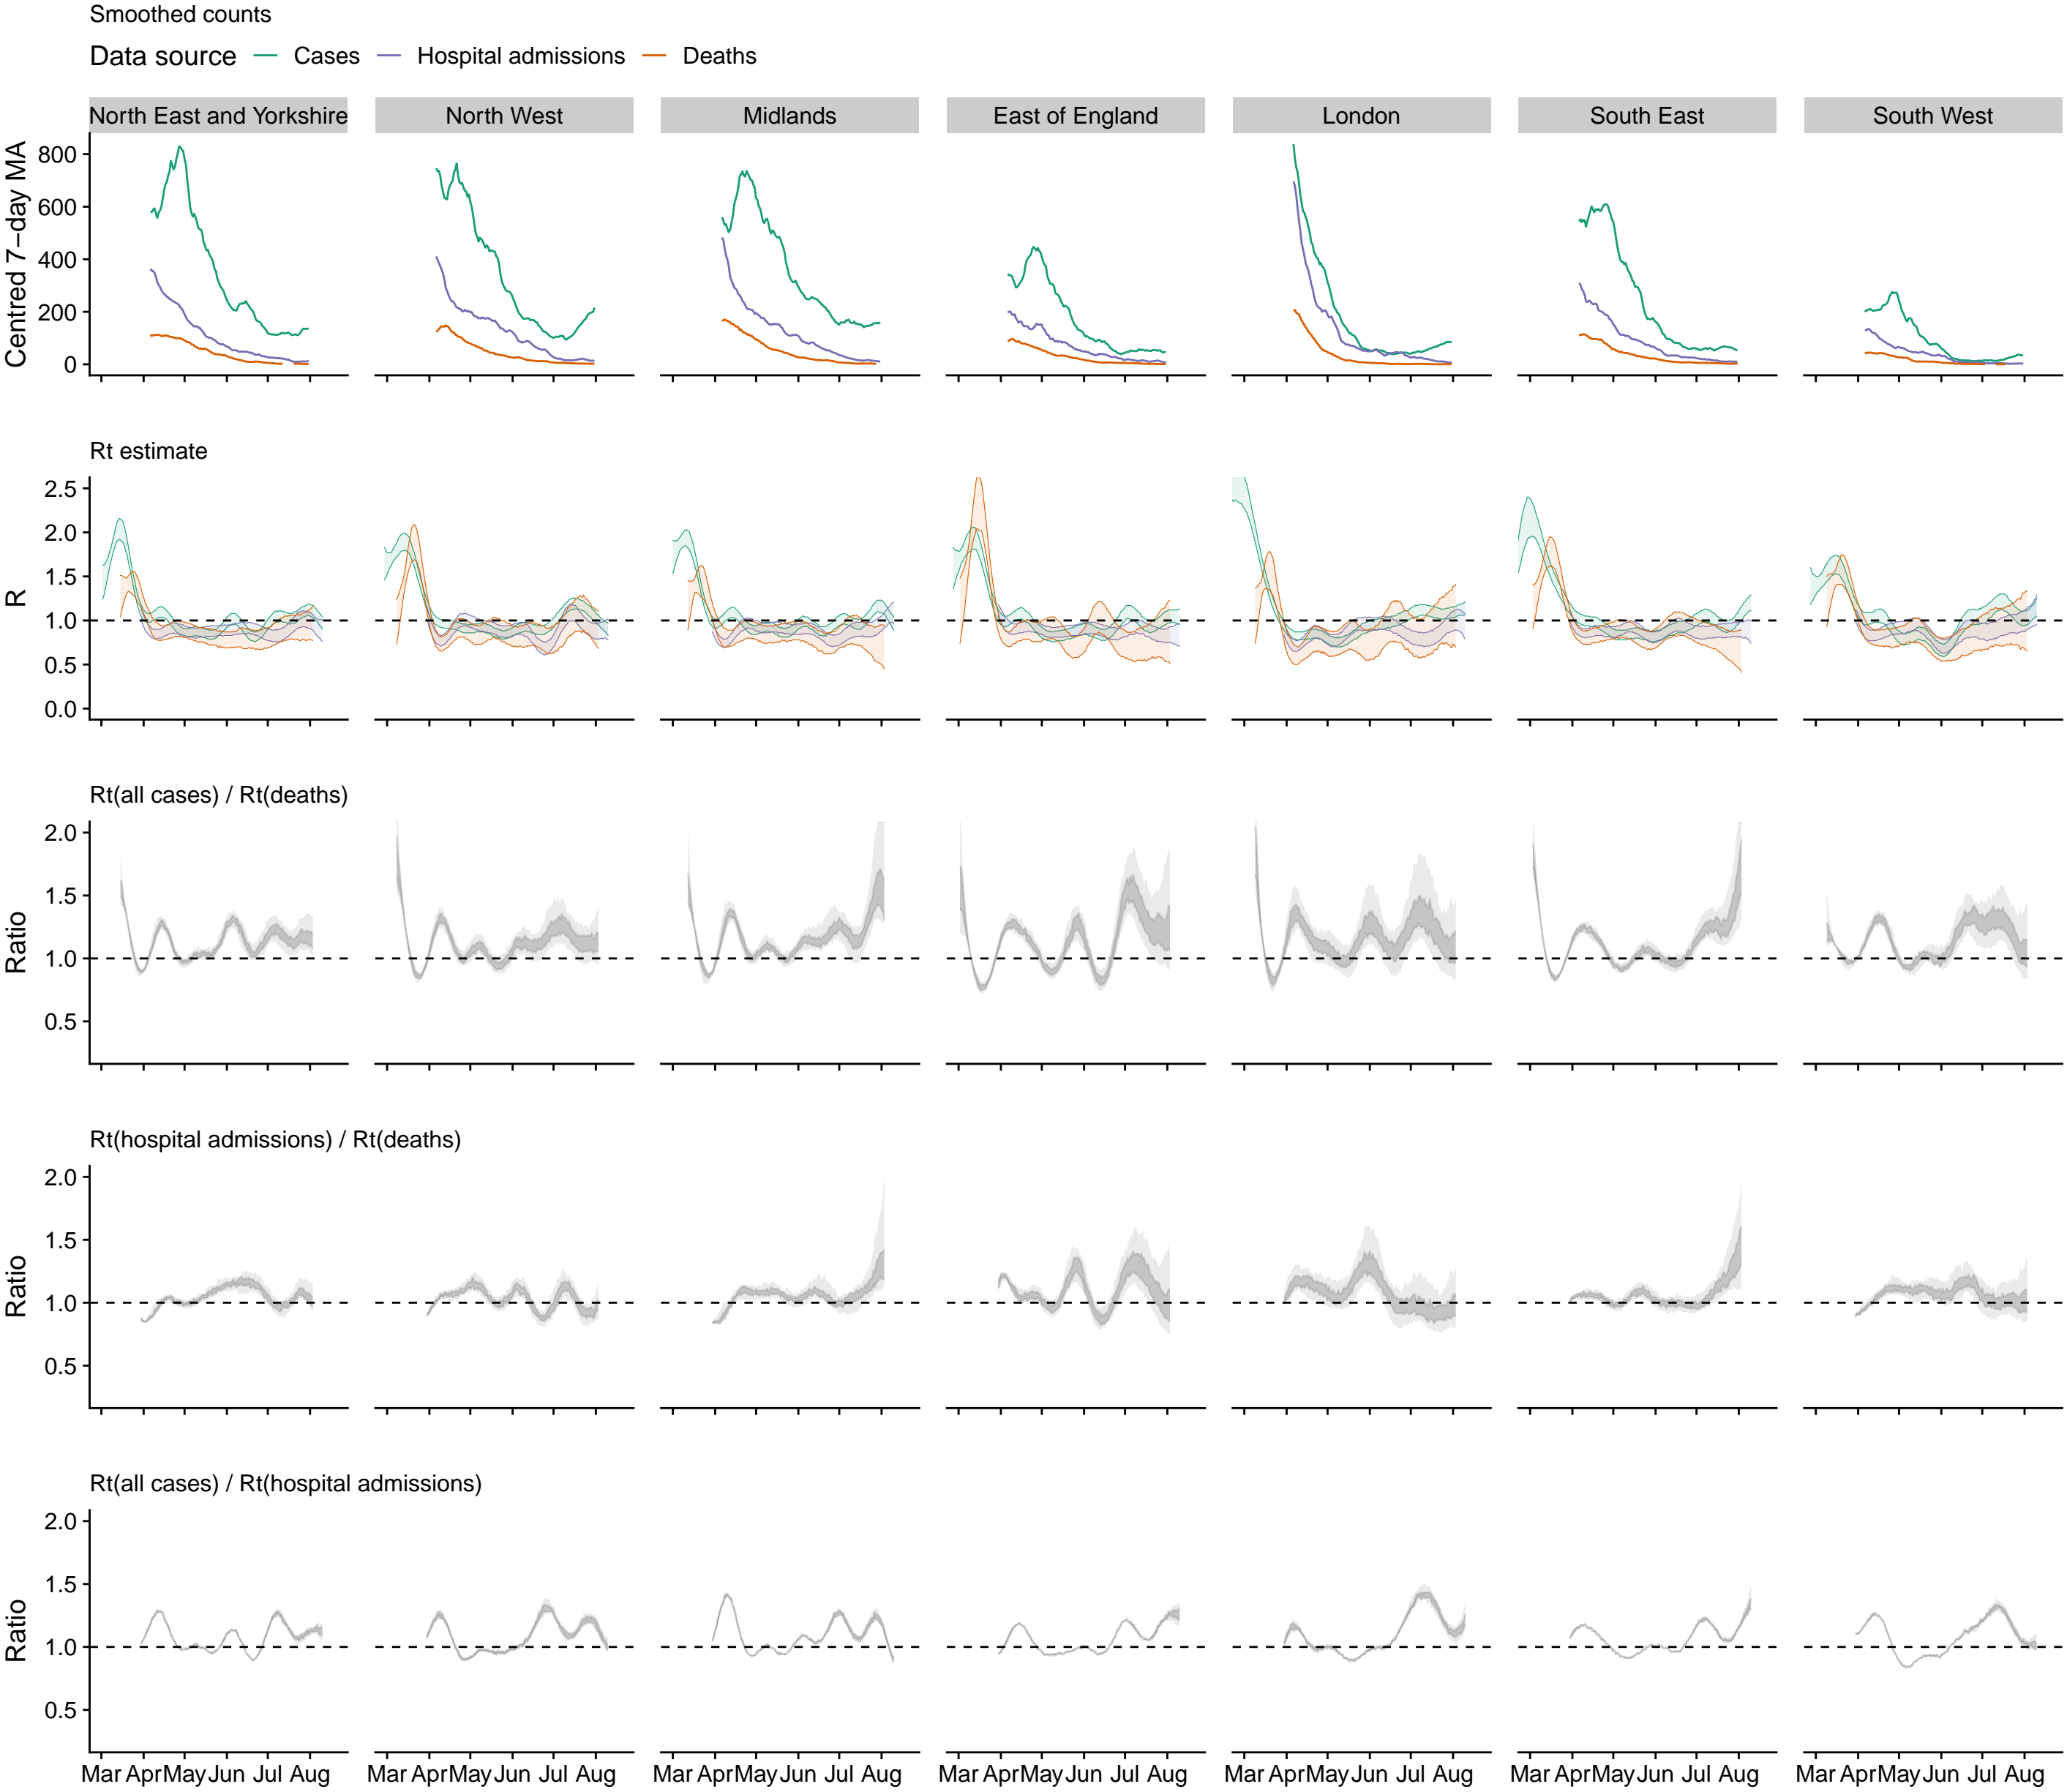 Smoothed counts
Data source Cases Hospital admissions Deaths
North East and Yorkshire North West Midlands East of England London South East South West
Centred 7−day MA
800
600
400
200
0
Rt estimate
R
2.5
2.0
1.5
1.0
0.5
0.0
Rt(all cases) / Rt(deaths)
Ratio
2.0
1.5
1.0
0.5
Rt(hospital admissions) / Rt(deaths)
Ratio
2.0
1.5
1.0
0.5
Rt(all cases) / Rt(hospital admissions)
Ratio
2.0
1.5
1.0
0.5
Mar Apr May Jun Jul Aug Mar Apr May Jun Jul Aug Mar Apr May Jun Jul Aug Mar Apr May Jun Jul Aug Mar Apr May Jun Jul Aug Mar Apr May Jun Jul Aug Mar Apr May Jun Jul Aug